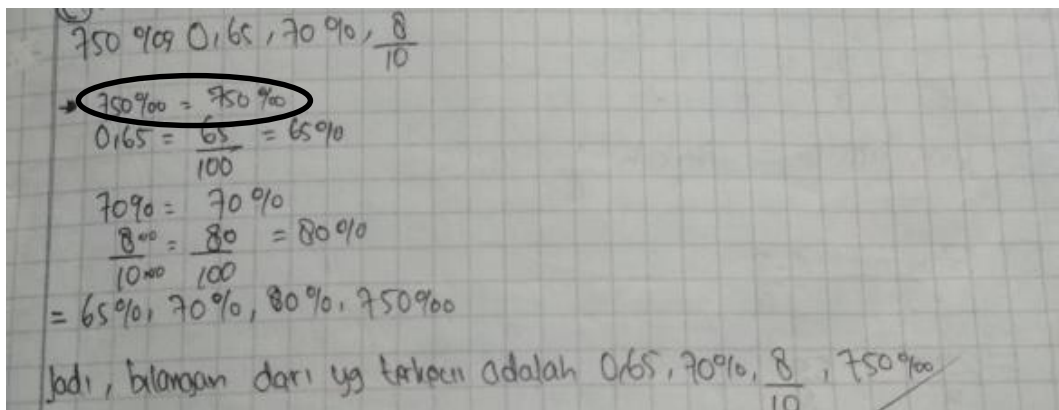 750 ‰, 0,65, 70 %, 8/10
750‰ = 750 ‰
0,65 = 65/100 = 65%
70% = 70 %
8/10 = 80/100 = 80%
= 65%, 70%, 80%, 750‰
Jadi, bilangan dari yg terkecil adalah 0,65, 70%, 8/10, 750‰